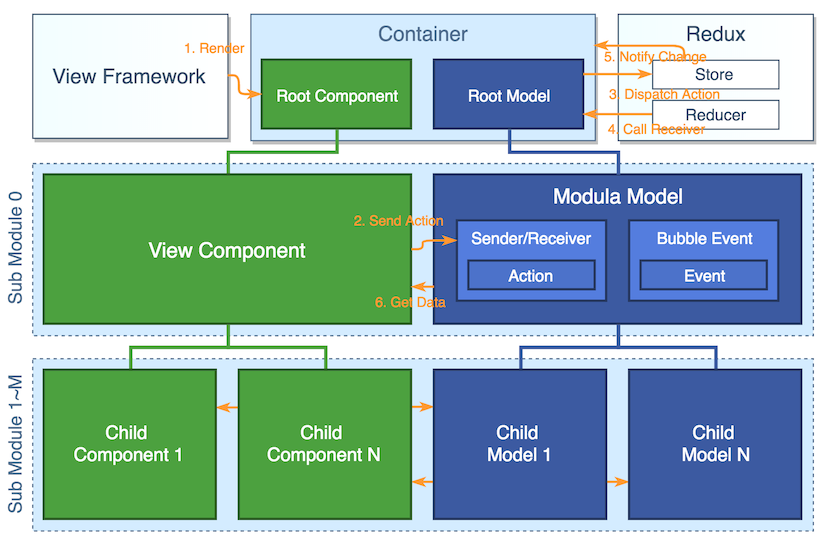 View Framework
1. Render
Container
Root Component
Root Model
Redux
5. Notify Change
Store
3. Dispatch Action
Reducer
4. Call Receiver
Sub Module 0
View Component
2. Send Action
6. Get Data
Modula Model
Sender/Receiver
Action
Bubble Event
Event
Sub Module 1~M
Child
Component 1
Child
Component N
Child
Model 1
Child
Model N